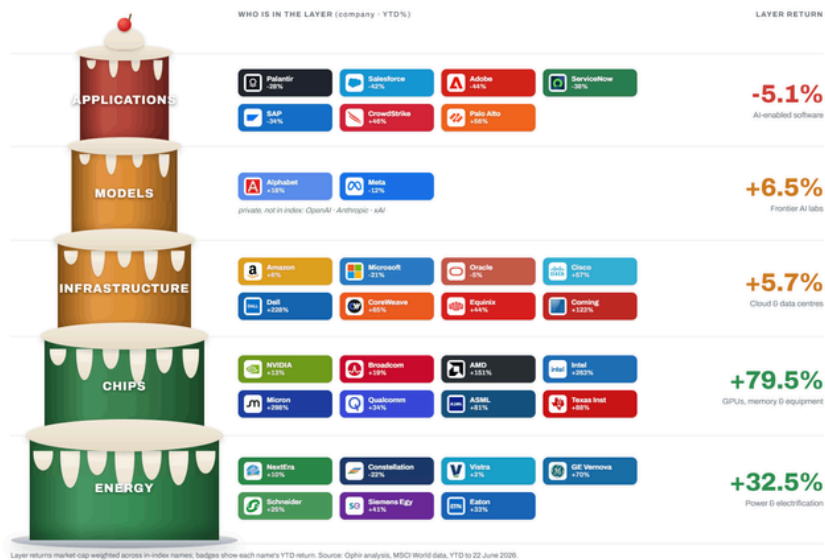 WHO IS IN THE LAYER (company · YTD%)
LAYER RETURN
APPLICATIONS
Palantir
-28%
Salesforce
-42%
Adobe
-44%
ServiceNow
-38%
SAP
-34%
CrowdStrike
+46%
Palo Alto
+56%
-5.1%
AI-enabled software
MODELS
Alphabet
+16%
Meta
-12%
private, not in index: OpenAI · Anthropic · xAI
+6.5%
Frontier AI labs
INFRASTRUCTURE
Amazon
+6%
Microsoft
-21%
Oracle
-5%
Cisco
+57%
Dell
+228%
CoreWeave
+65%
Equinix
+44%
Corning
+123%
+5.7%
Cloud & data centres
CHIPS
NVIDIA
+13%
Broadcom
+19%
AMD
+151%
Intel
+263%
Micron
+298%
Qualcomm
+34%
ASML
+81%
Texas Inst
+88%
+79.5%
GPUs, memory & equipment
ENERGY
NextEra
+10%
Constellation
-22%
Vistra
+2%
GE Vernova
+70%
Schneider
+25%
Siemens Egy
+41%
Eaton
+33%
+32.5%
Power & electrification
Layer returns market-cap weighted across in-index names; badges show each name's YTD return. Source: Ophir analysis, MSCI World data, YTD to 22 June 2026.